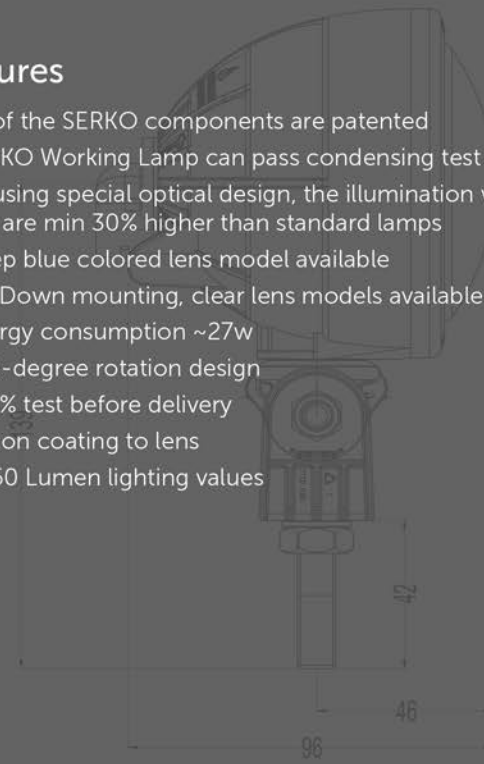 ures
of the SERKO components are patented
KO Working Lamp can pass condensing test
using special optical design, the illumination v
are min 30% higher than standard lamps
ep blue colored lens model available
Down mounting, clear lens models available
rgy consumption ~27w
-degree rotation design
% test before delivery
on coating to lens
50 Lumen lighting values
42
46
96